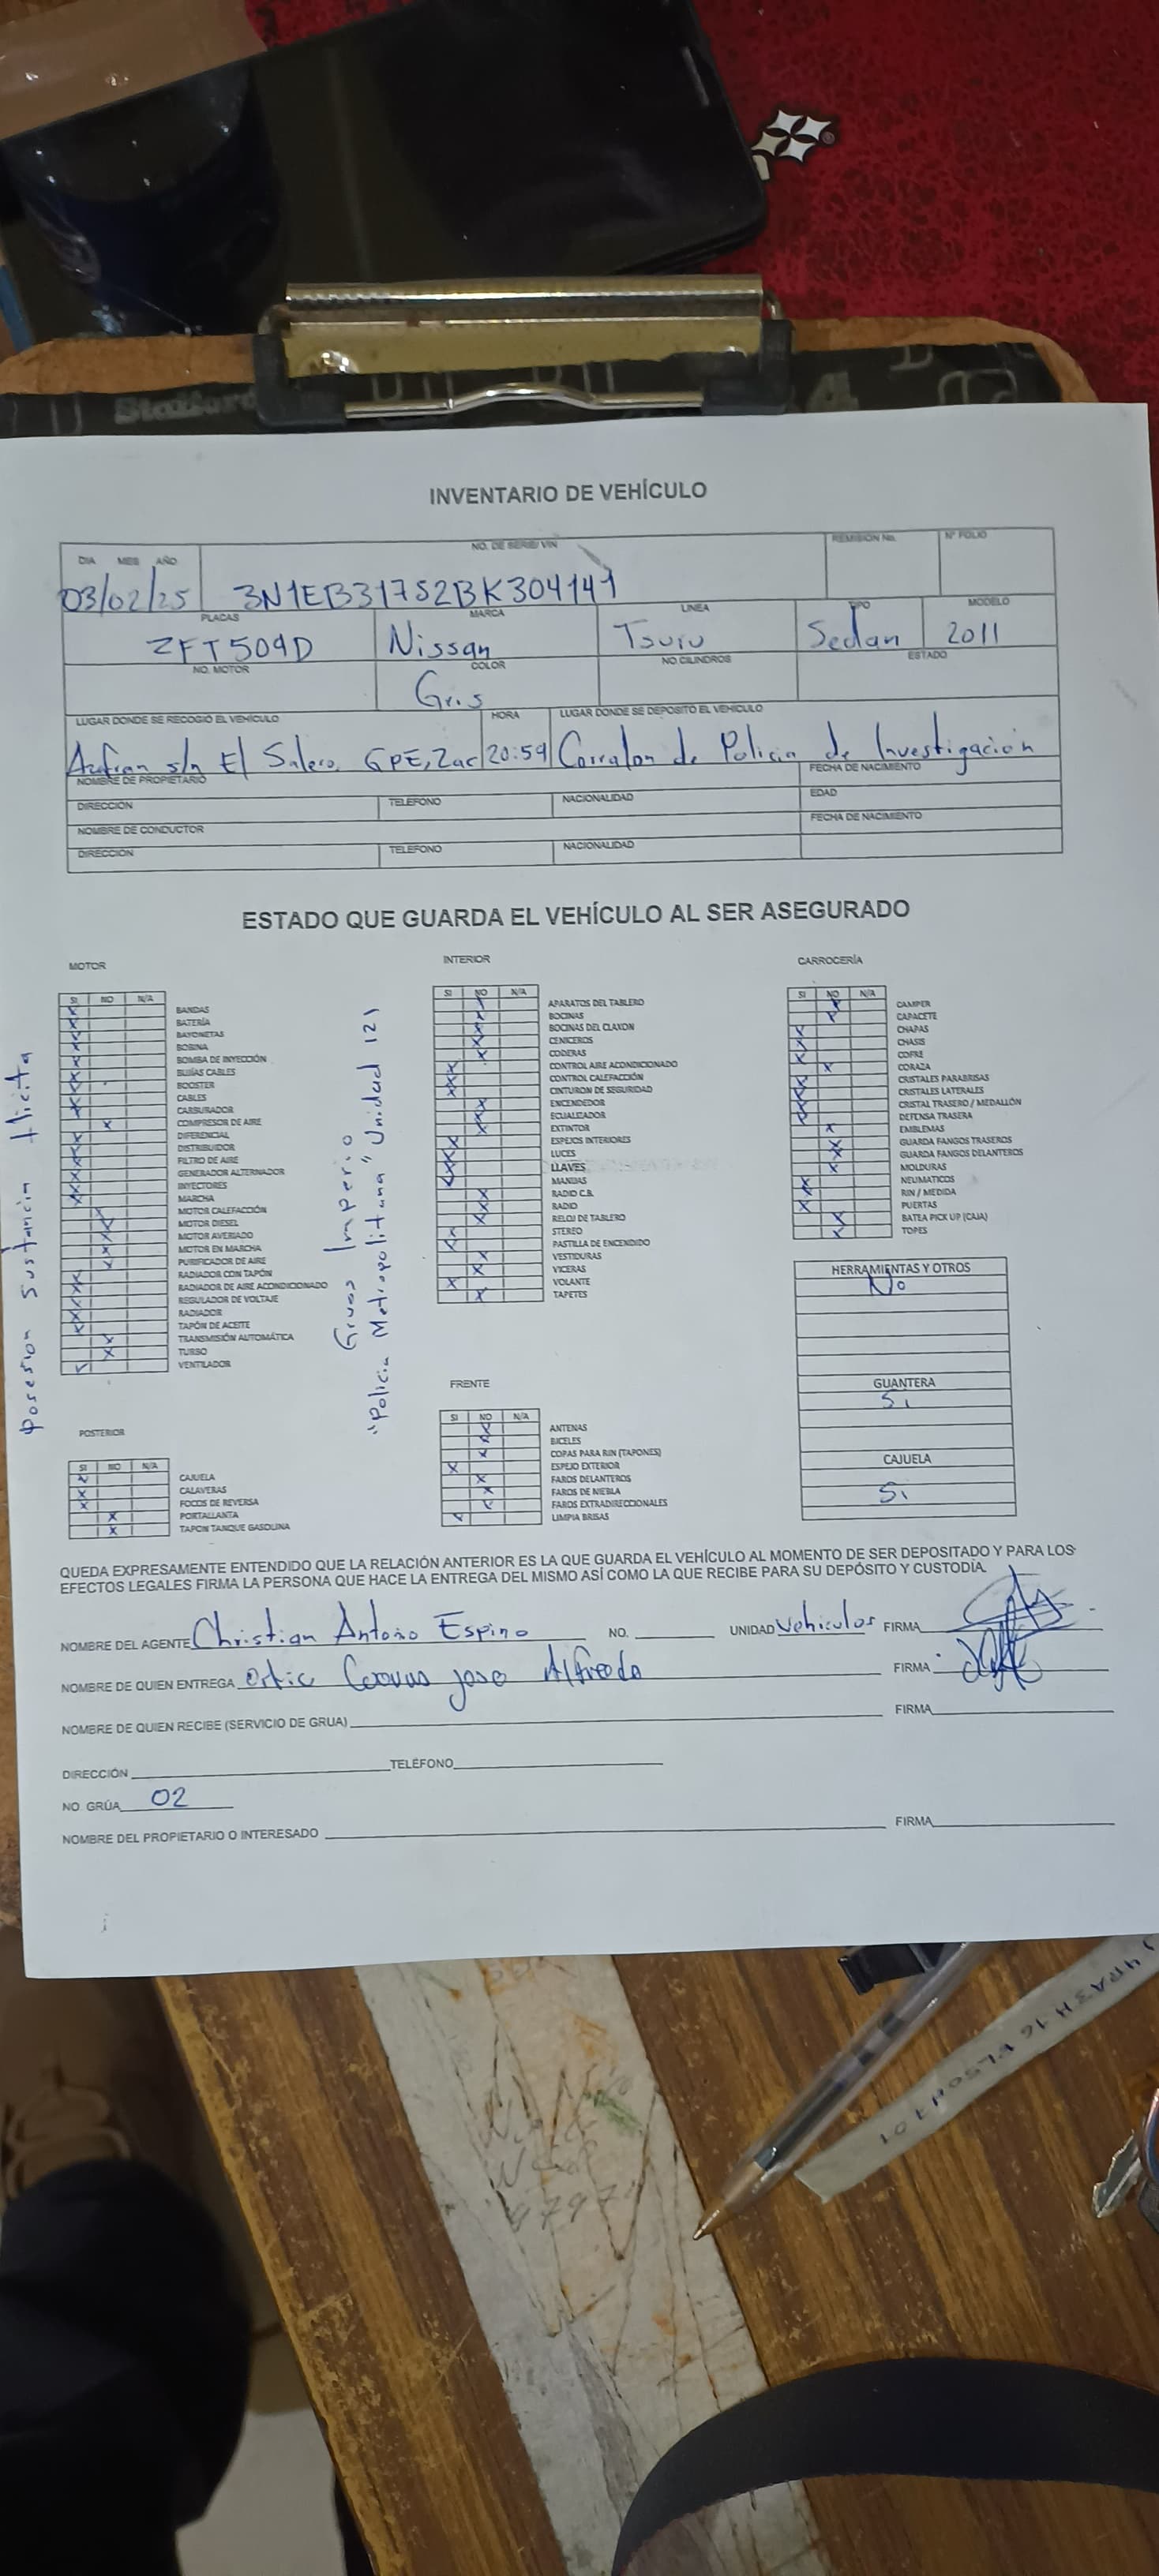 Stafford
4
INVENTARIO DE VEHÍCULO
DIA MES AÑO
NO. DE SERIE/ VIN
REMISIÓN No.
Nº FOLIO
03/02/25
3N1EB31752BK304141
PLACAS
MARCA
LINEA
TIPO
MODELO
ZFT509D
Nissan
Tsuru
Sedan
2011
NO. MOTOR
COLOR
NO.CILINDROS
ESTADO
Gris
LUGAR DONDE SE RECOGIÓ EL VEHÍCULO
HORA
LUGAR DONDE SE DEPOSITÓ EL VEHÍCULO
Azfran s/n El Salero, GPE, Zac
20:59
Corralon de Policia de Investigación
NOMBRE DE PROPIETARIO
FECHA DE NACIMIENTO
DIRECCIÓN
TELEFONO
NACIONALIDAD
EDAD
NOMBRE DE CONDUCTOR
FECHA DE NACIMIENTO
DIRECCIÓN
TELEFONO
NACIONALIDAD
ESTADO QUE GUARDA EL VEHÍCULO AL SER ASEGURADO
MOTOR
SI NO N/A
BANDAS
BATERÍA
BAYONETAS
BOBINA
BOMBA DE INYECCIÓN
BUJÍAS CABLES
BOOSTER
CABLES
CARBURADOR
COMPRESOR DE AIRE
DIFERENCIAL
DISTRIBUIDOR
FILTRO DE AIRE
GENERADOR ALTERNADOR
INYECTORES
MARCHA
MOTOR CALEFACCIÓN
MOTOR DIESEL
MOTOR AVERIADO
MOTOR EN MARCHA
PURIFICADOR DE AIRE
RADIADOR CON TAPÓN
RADIADOR DE AIRE ACONDICIONADO
REGULADOR DE VOLTAJE
RADIADOR
TAPÓN DE ACEITE
TRANSMISIÓN AUTOMÁTICA
TURBO
VENTILADOR
Posesion Sustancia Ilicita
Gruas Imperio
"Policia Metropolitana" Unidad 121
INTERIOR
SI NO N/A
APARATOS DEL TABLERO
BOCINAS
BOCINAS DEL CLAXON
CENICEROS
CODERAS
CONTROL AIRE ACONDICIONADO
CONTROL CALEFACCIÓN
CINTURON DE SEGURIDAD
ENCENDEDOR
ECUALIZADOR
EXTINTOR
ESPEJOS INTERIORES
LUCES
LLAVES
MANIJAS
RADIO C.B.
RADIO
RELOJ DE TABLERO
STEREO
PASTILLA DE ENCENDIDO
VESTIDURAS
VICERAS
VOLANTE
TAPETES
CARROCERÍA
SI NO N/A
CAMPER
CAPACETE
CHAPAS
CHASIS
COFRE
CORAZA
CRISTALES PARABRISAS
CRISTALES LATERALES
CRISTAL TRASERO / MEDALLÓN
DEFENSA TRASERA
EMBLEMAS
GUARDA FANGOS TRASEROS
GUARDA FANGOS DELANTEROS
MOLDURAS
NEUMATICOS
RIN / MEDIDA
PUERTAS
BATEA PICK UP (CAJA)
TOPES
HERRAMIENTAS Y OTROS
No
GUANTERA
Si
CAJUELA
Si
POSTERIOR
SI NO N/A
CAJUELA
CALAVERAS
FOCOS DE REVERSA
PORTALLANTA
TAPON TANQUE GASOLINA
FRENTE
SI NO N/A
ANTENAS
BICELES
COPAS PARA RIN (TAPONES)
ESPEJO EXTERIOR
FAROS DELANTEROS
FAROS DE NIEBLA
FAROS EXTRADIRECCIONALES
LIMPIA BRISAS
QUEDA EXPRESAMENTE ENTENDIDO QUE LA RELACIÓN ANTERIOR ES LA QUE GUARDA EL VEHÍCULO AL MOMENTO DE SER DEPOSITADO Y PARA LOS
EFECTOS LEGALES FIRMA LA PERSONA QUE HACE LA ENTREGA DEL MISMO ASÍ COMO LA QUE RECIBE PARA SU DEPÓSITO Y CUSTODIA.
NOMBRE DEL AGENTE Christian Antonio Espino NO. UNIDAD Vehiculos FIRMA
NOMBRE DE QUIEN ENTREGA Ortiz Cuevas Jose Alfredo FIRMA
NOMBRE DE QUIEN RECIBE (SERVICIO DE GRUA) FIRMA
DIRECCIÓN TELÉFONO
NO. GRÚA 02
NOMBRE DEL PROPIETARIO O INTERESADO FIRMA